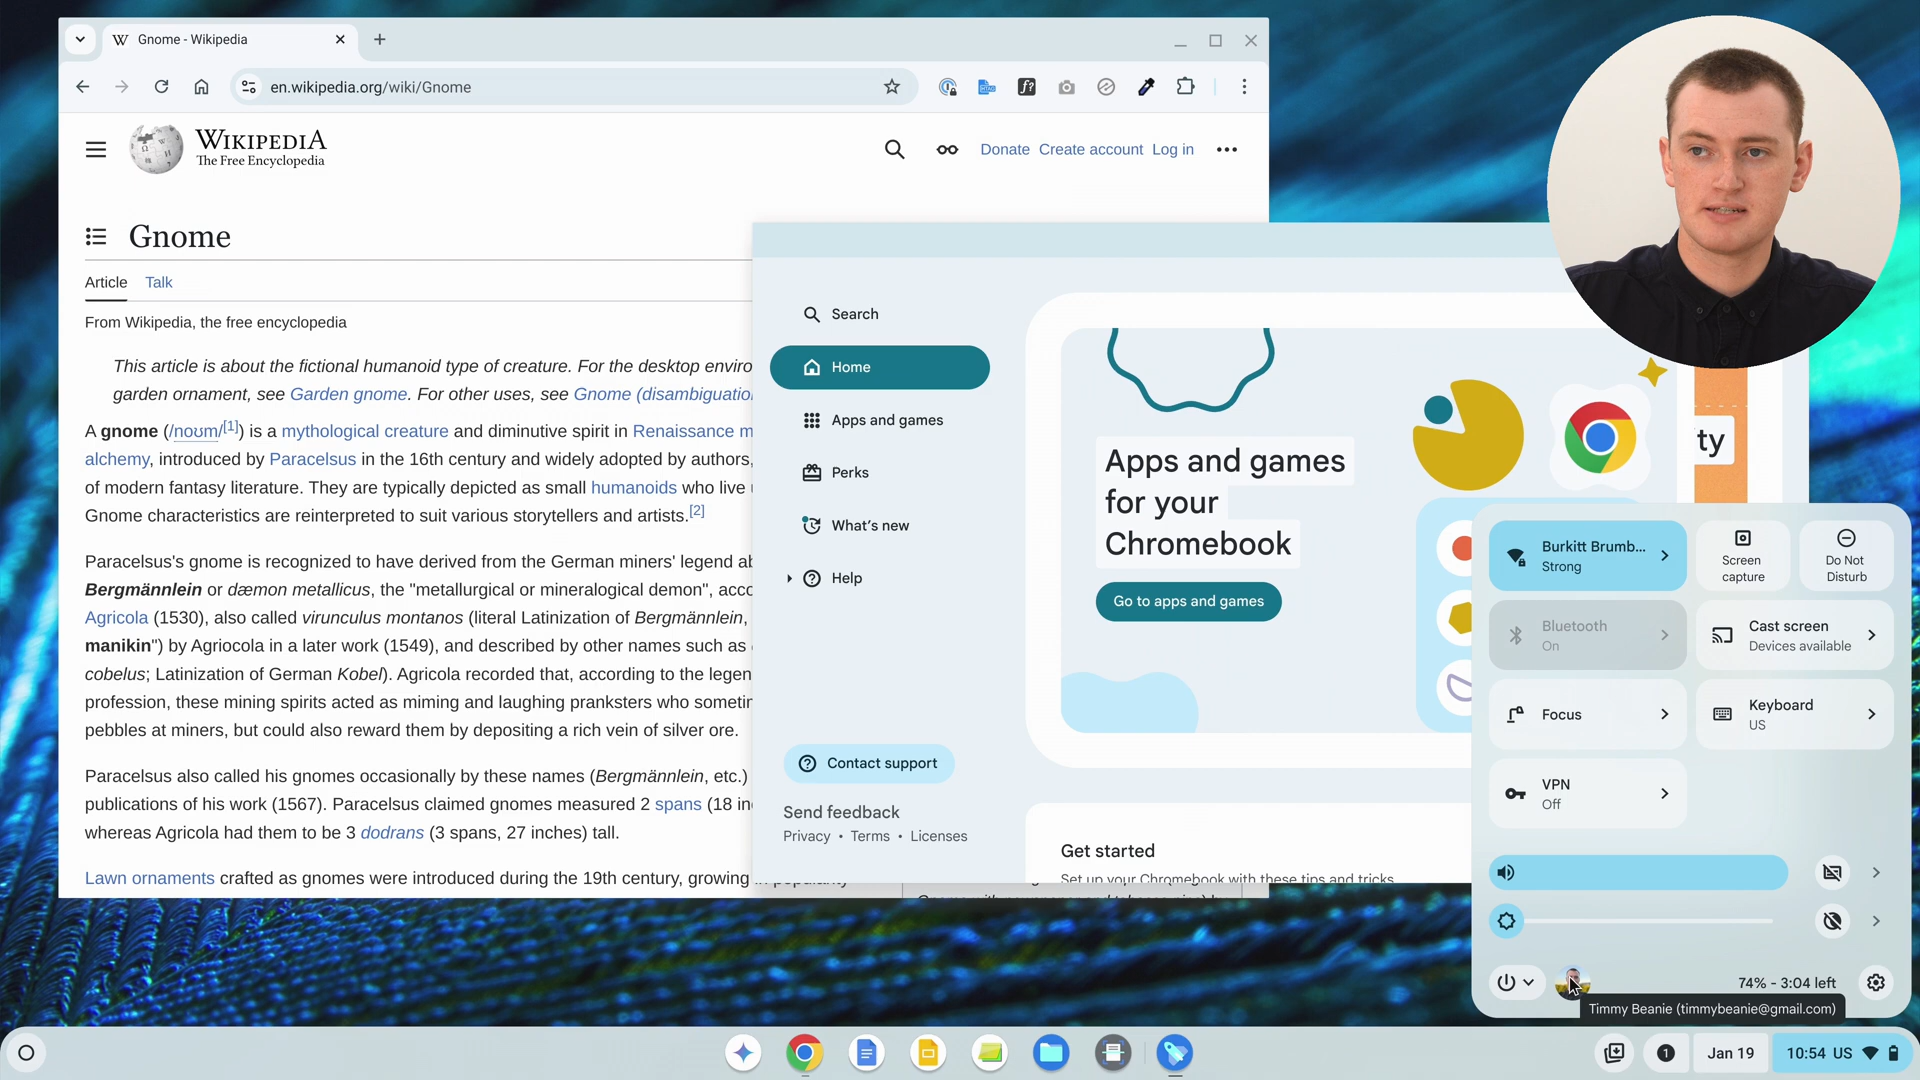 Gnome - Wikipedia
en.wikipedia.org/wiki/Gnome
WIKIPEDIA
The Free Encyclopedia
Donate Create account Log in
Gnome
Article Talk
From Wikipedia, the free encyclopedia
This article is about the fictional humanoid type of creature. For the desktop enviro
garden ornament, see Garden gnome. For other uses, see Gnome (disambiguatio
A gnome (/noʊm/[1]) is a mythological creature and diminutive spirit in Renaissance m
alchemy, introduced by Paracelsus in the 16th century and widely adopted by authors,
of modern fantasy literature. They are typically depicted as small humanoids who live
Gnome characteristics are reinterpreted to suit various storytellers and artists.[2]
Paracelsus's gnome is recognized to have derived from the German miners' legend ab
Bergmännlein or dæmon metallicus, the "metallurgical or mineralogical demon", acco
Agricola (1530), also called virunculus montanos (literal Latinization of Bergmännlein,
manikin") by Agriocola in a later work (1549), and described by other names such as
cobelus; Latinization of German Kobel). Agricola recorded that, according to the legen
profession, these mining spirits acted as miming and laughing pranksters who sometin
pebbles at miners, but could also reward them by depositing a rich vein of silver ore.
Paracelsus also called his gnomes occasionally by these names (Bergmännlein, etc.)
publications of his work (1567). Paracelsus claimed gnomes measured 2 spans (18 in
whereas Agricola had them to be 3 dodrans (3 spans, 27 inches) tall.
Lawn ornaments crafted as gnomes were introduced during the 19th century, growing in popularity
Search
Home
Apps and games
Perks
What's new
Help
Contact support
Send feedback
Privacy • Terms • Licenses
Apps and games
for your
Chromebook
Go to apps and games
ty
Get started
Set up your Chromebook with these tips and tricks
Burkitt Brumb...
Strong
Screen
capture
Do Not
Disturb
Bluetooth
On
Cast screen
Devices available
Focus
Keyboard
US
VPN
Off
74% - 3:04 left
Timmy Beanie (timmybeanie@gmail.com)
1
Jan 19
10:54 US